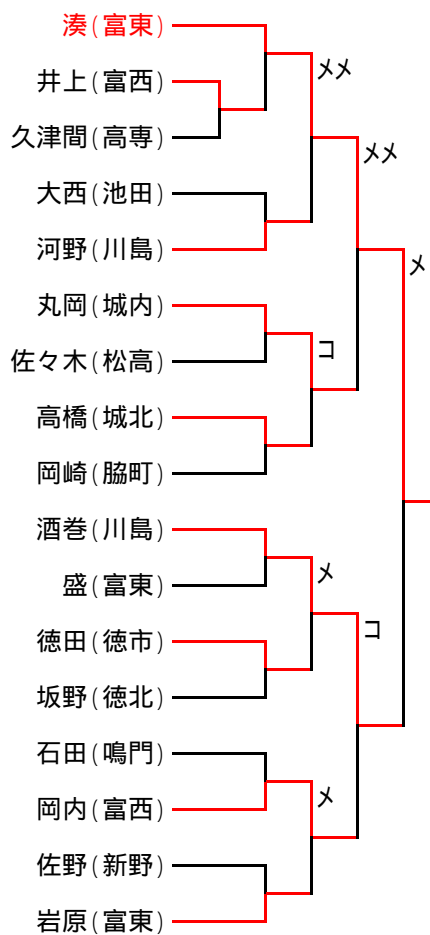 湊(富東)
井上(富西)
メメ
久津間(高専)
メメ
大西(池田)
河野(川島)
メ
丸岡(城内)
コ
佐々木(松高)
高橋(城北)
岡崎(脇町)
酒巻(川島)
メ
盛(富東)
コ
徳田(徳市)
坂野(徳北)
石田(鳴門)
メ
岡内(富西)
佐野(新野)
岩原(富東)